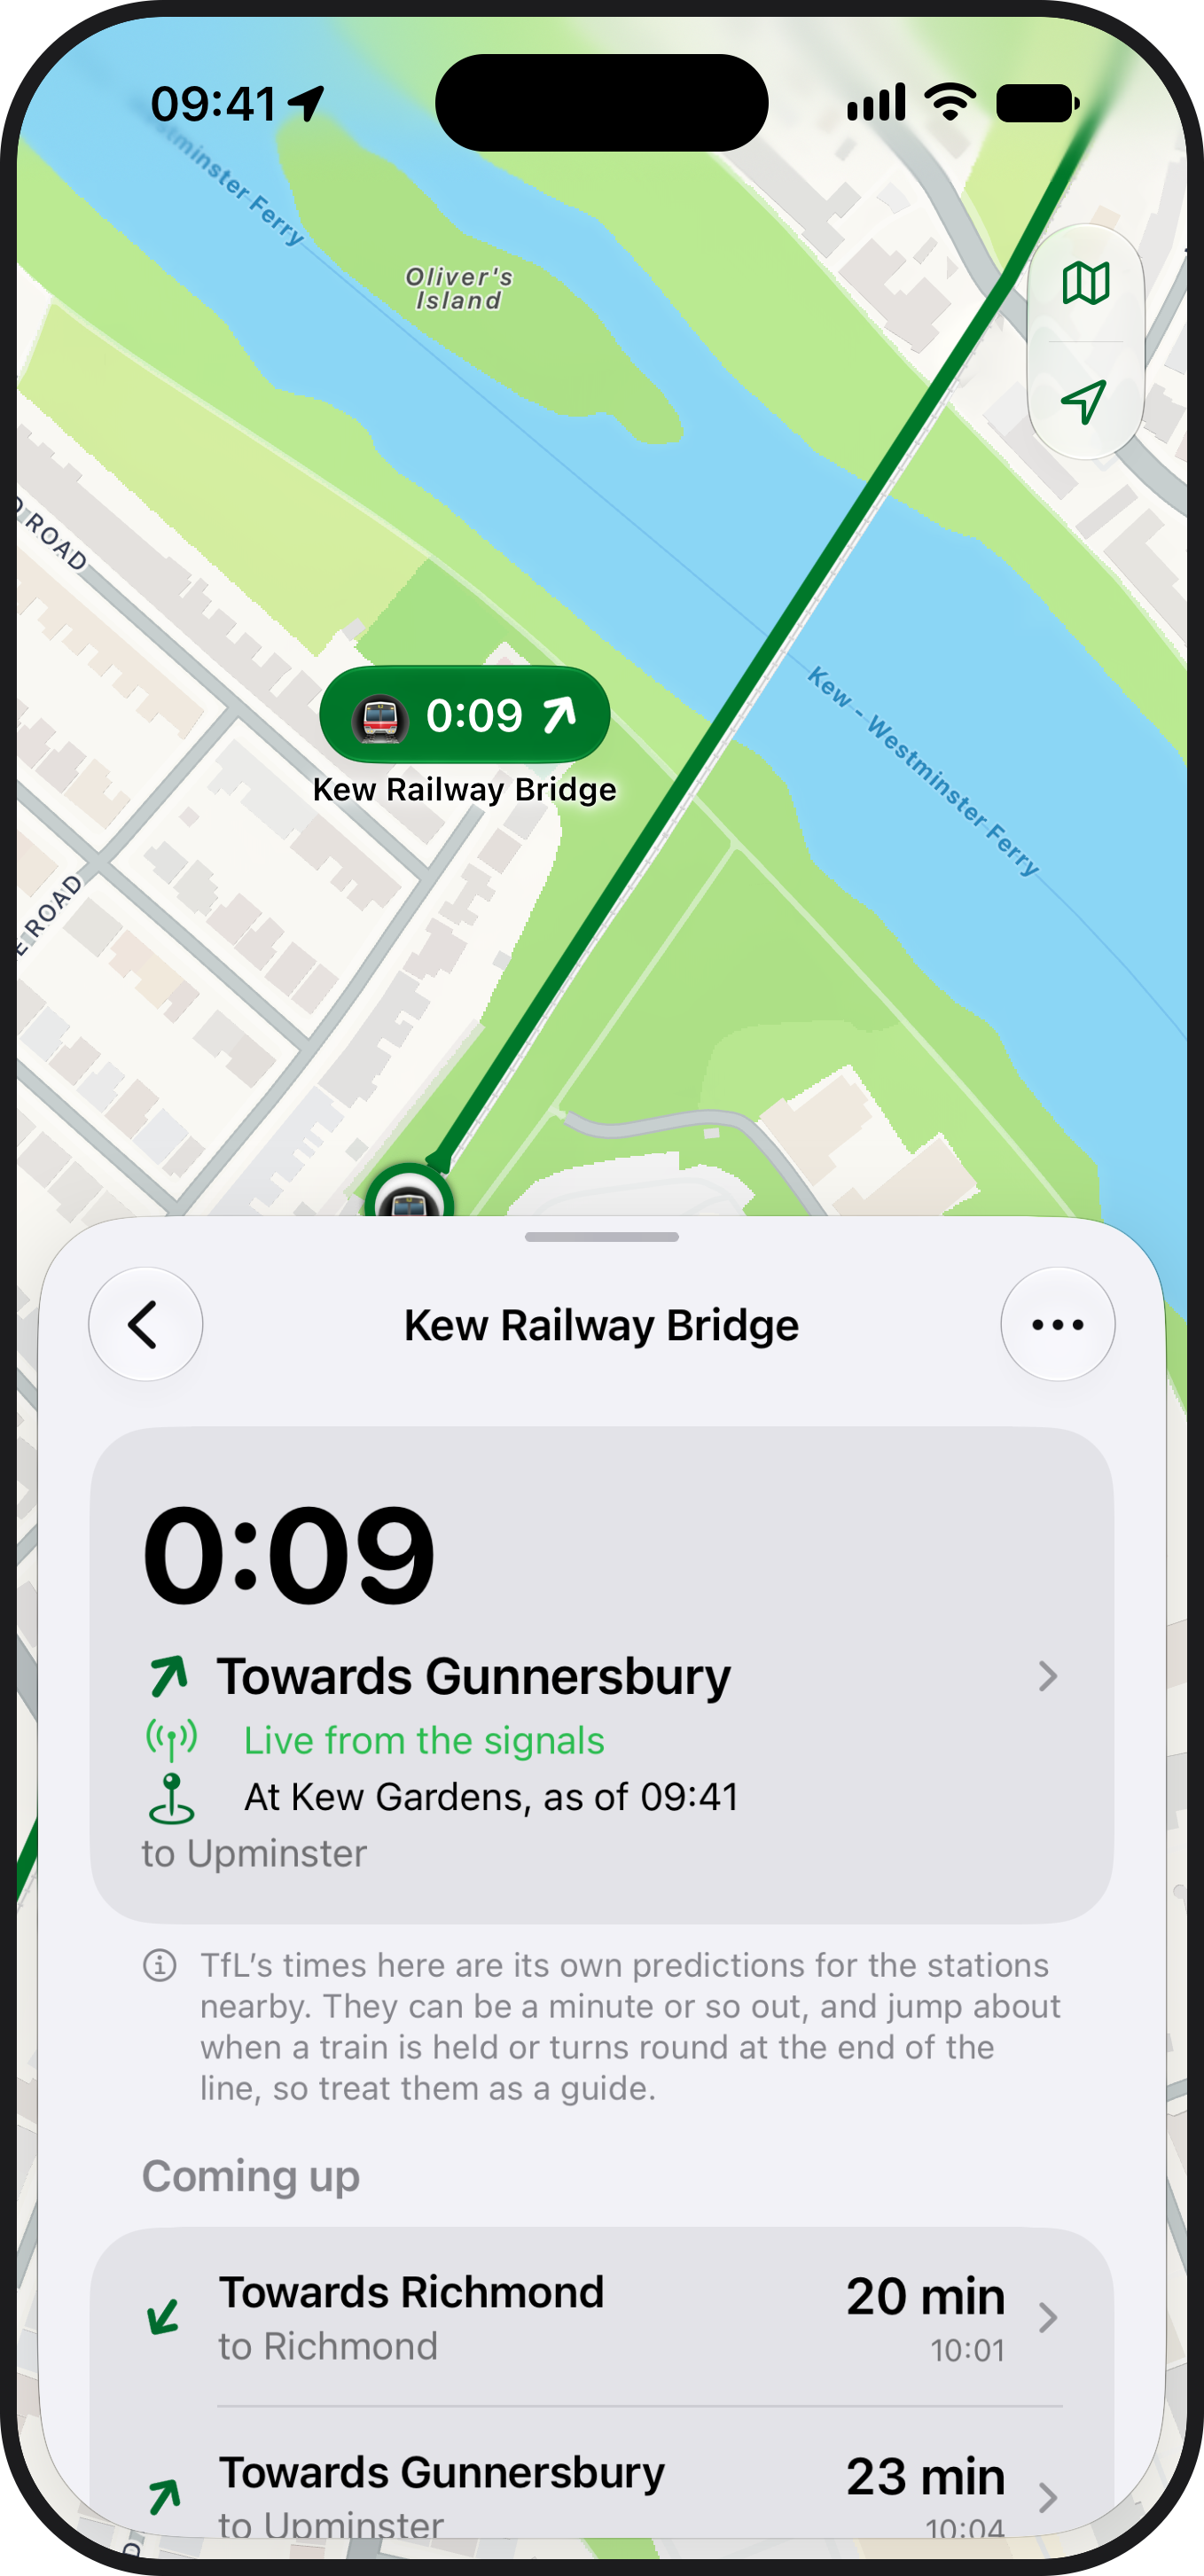 09:41
Westminster Ferry
Oliver's
Island
ROAD
0:09
Kew Railway Bridge
Kew - Westminster Ferry
ROAD
Kew Railway Bridge
0:09
Towards Gunnersbury
Live from the signals
At Kew Gardens, as of 09:41
to Upminster
TfL’s times here are its own predictions for the stations
nearby. They can be a minute or so out, and jump about
when a train is held or turns round at the end of the
line, so treat them as a guide.
Coming up
Towards Richmond
20 min
to Richmond
10:01
Towards Gunnersbury
23 min
to Upminster
10:04